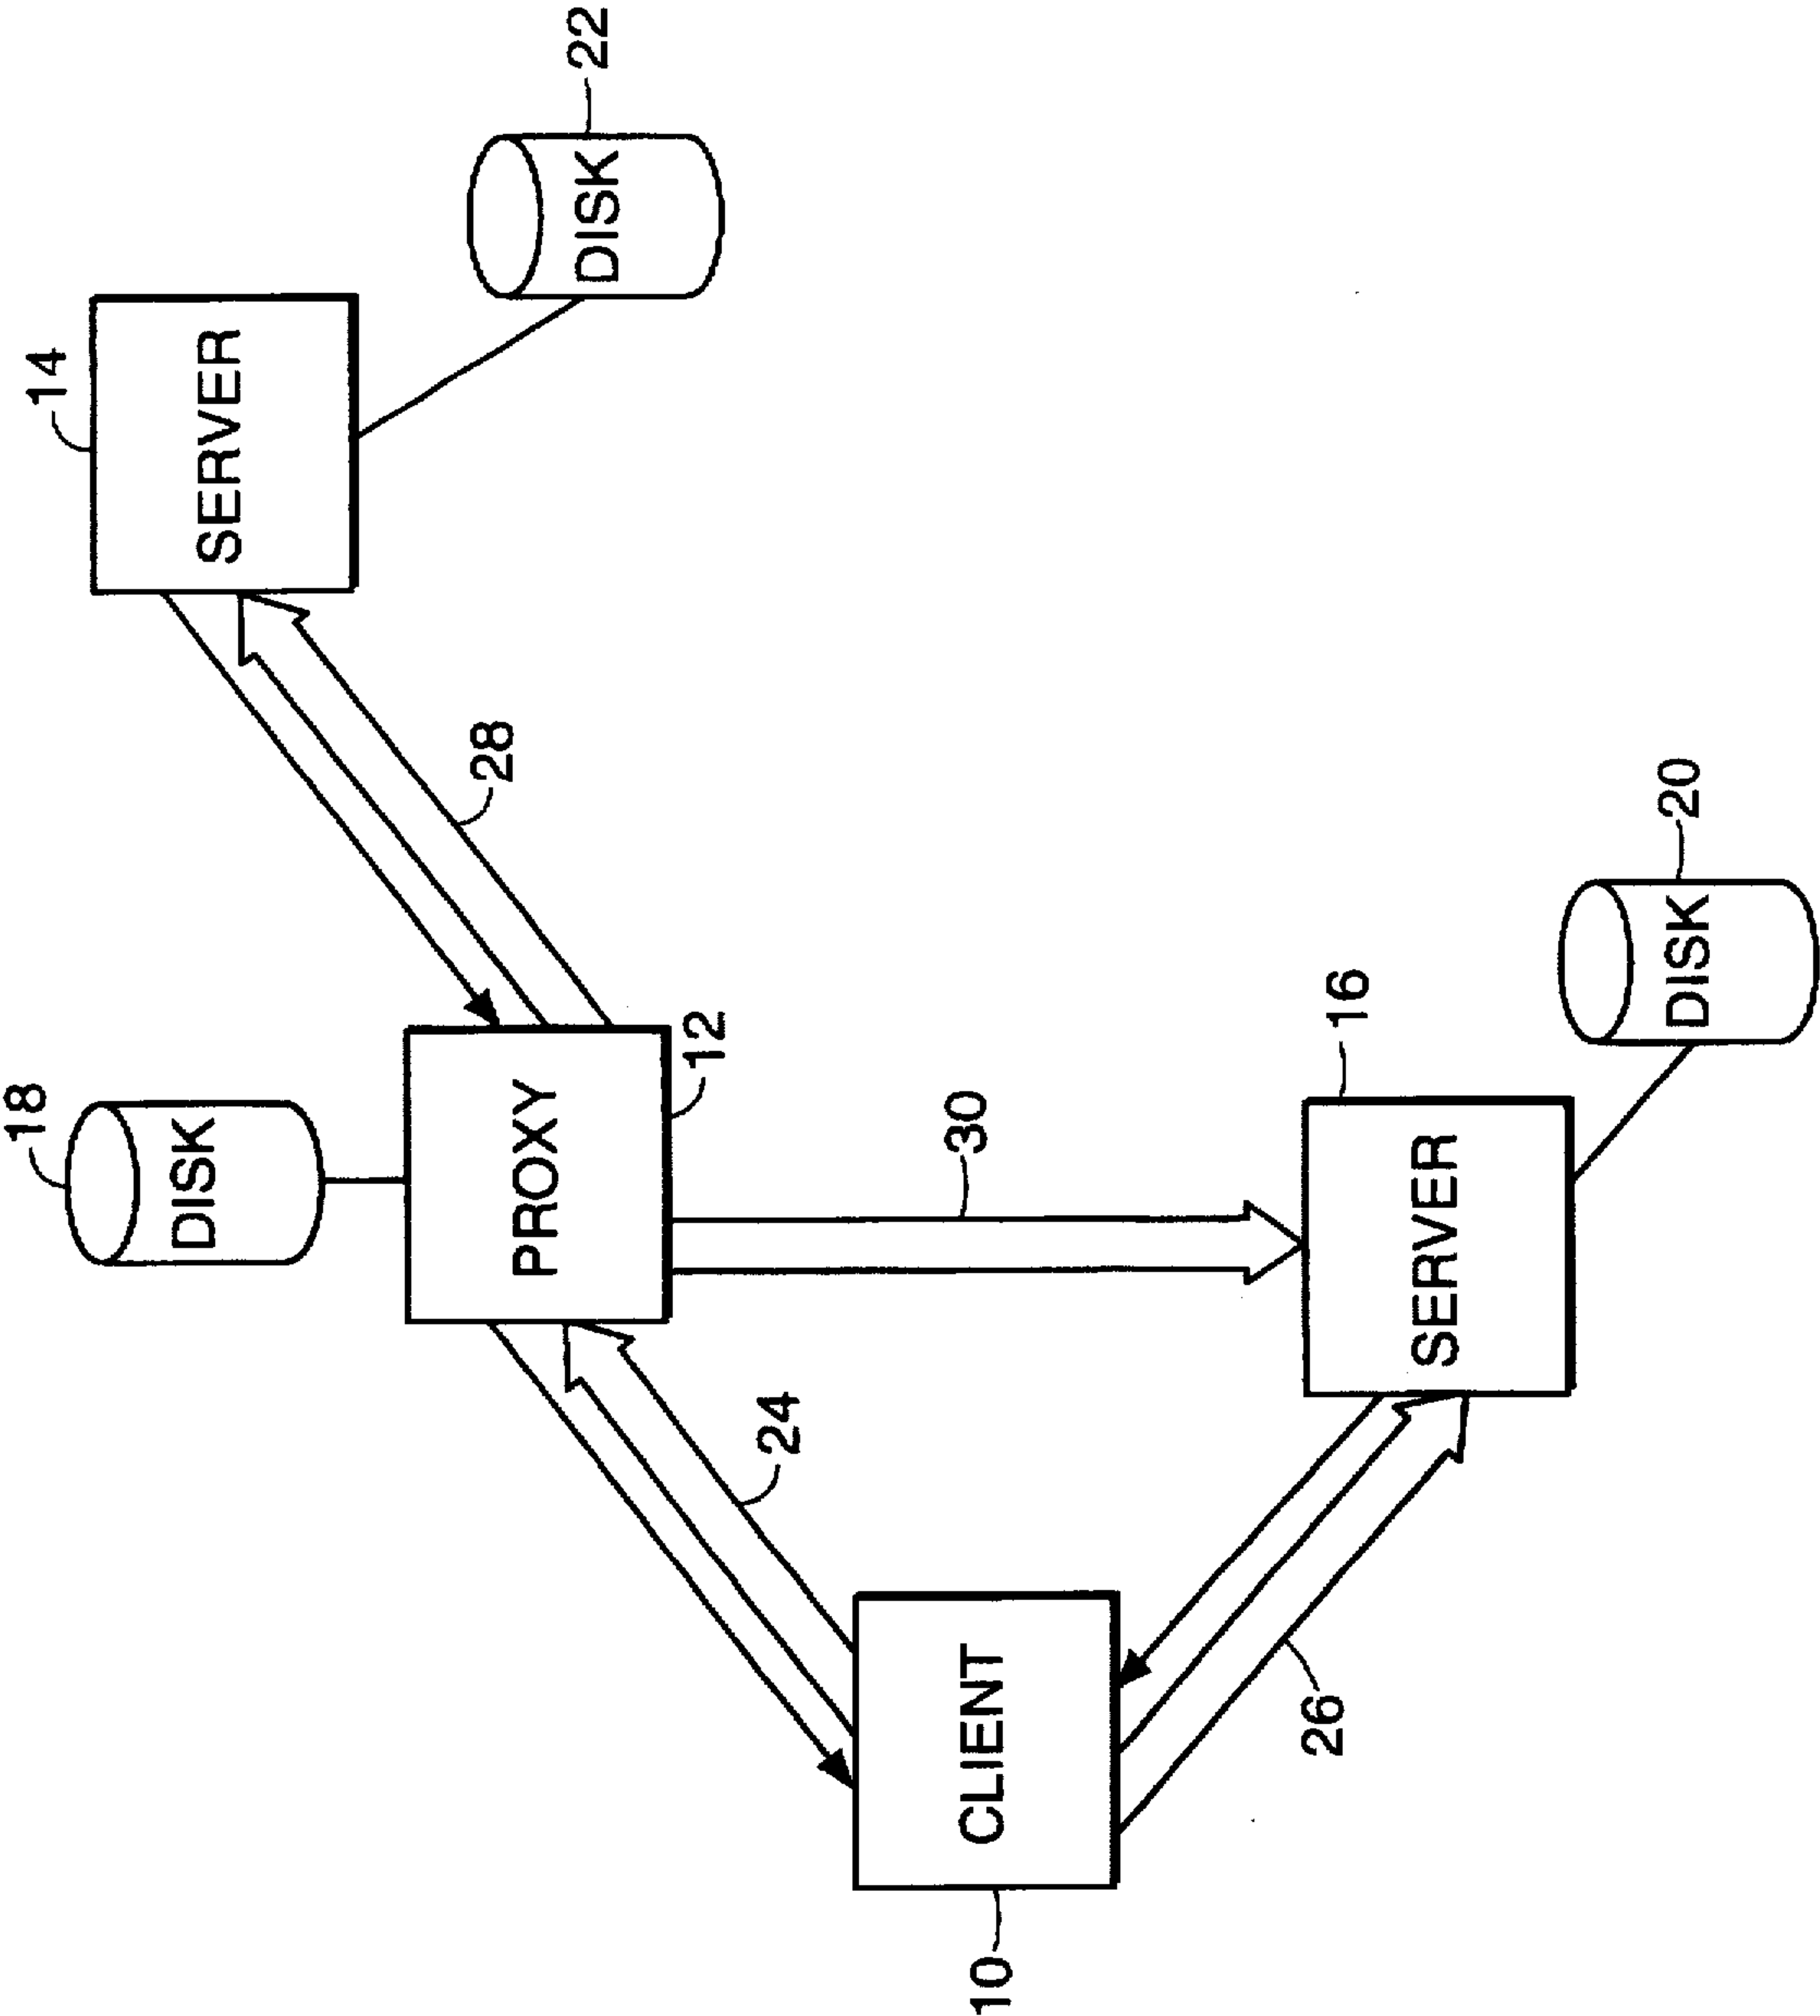 18
14
DISK
SERVER
28
22
PROXY
DISK
12
24
30
CLIENT
10
26
16
SERVER
20
DISK